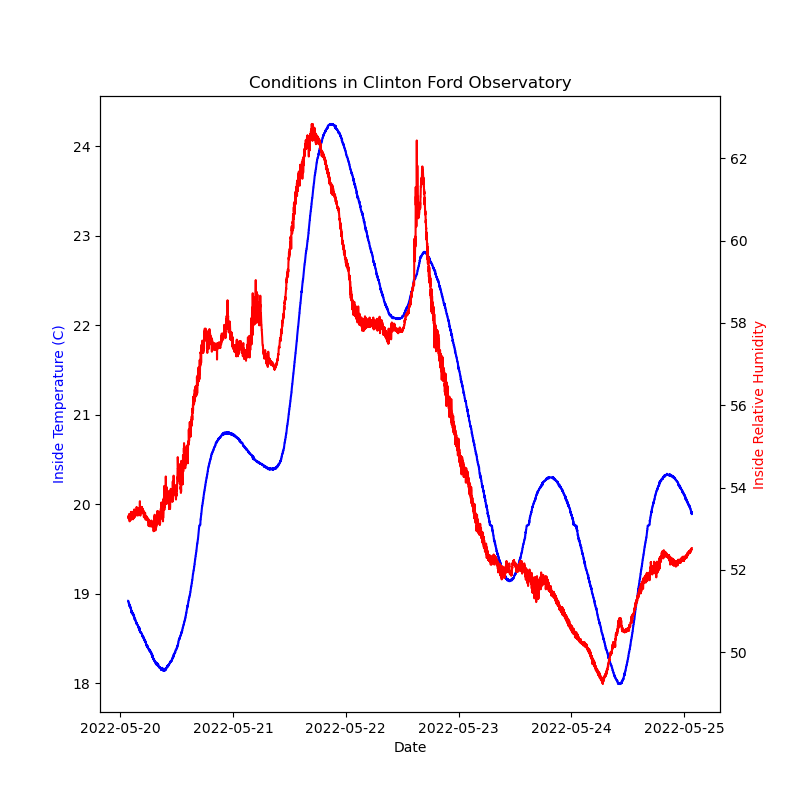 Conditions in Clinton Ford Observatory
Inside Temperature (C)
24
23
22
21
20
19
18
62
60
58
56
54
52
50
Inside Relative Humidity
2022-05-20 2022-05-21 2022-05-22 2022-05-23 2022-05-24 2022-05-25
Date